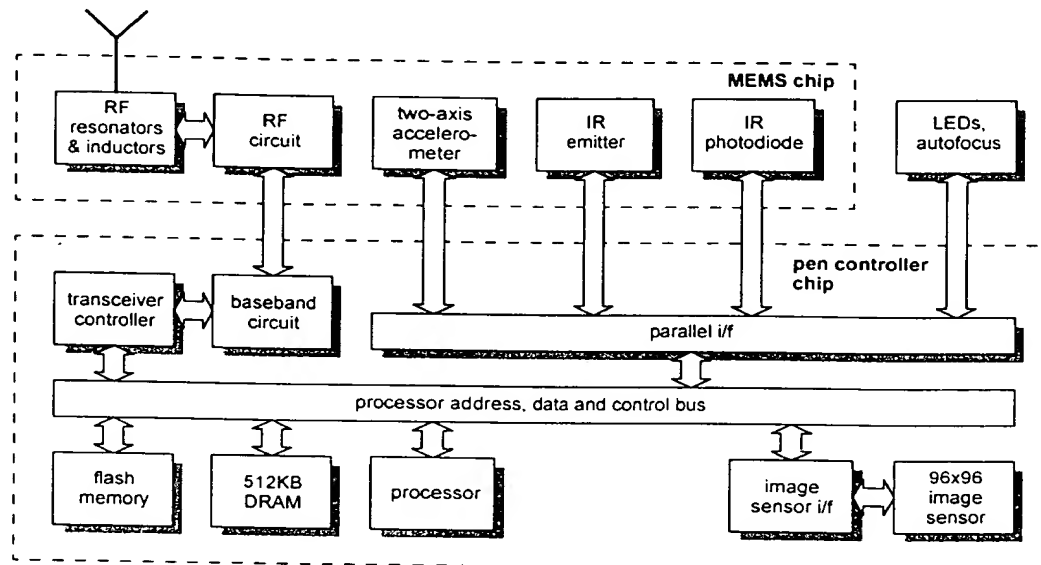 MEMS chip
RF
resonators
& inductors
RF
circuit
two-axis
accelero-
meter
IR
emitter
IR
photodiode
LEDs,
autofocus
pen controller
chip
transceiver
controller
baseband
circuit
parallel i/f
processor address, data and control bus
flash
memory
512KB
DRAM
processor
image
sensor i/f
96x96
image
sensor